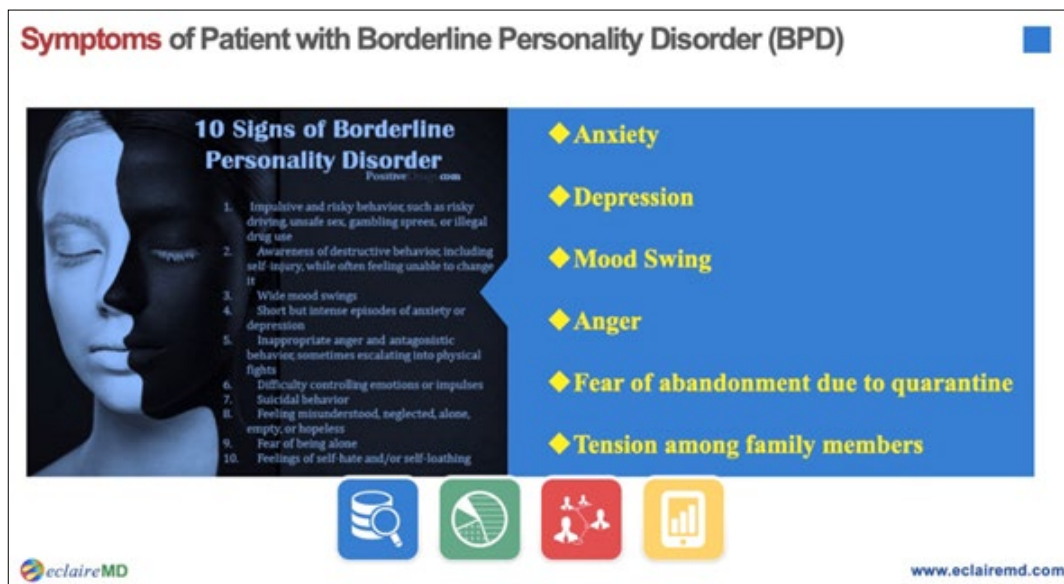 Symptoms of Patient with Borderline Personality Disorder (BPD)
10 Signs of Borderline
Personality Disorder
PositiveMed.com
1. Impulsive and risky behavior, such as risky
driving, unsafe sex, gambling sprees, or illegal
drug use
2. Awareness of destructive behavior, including
self-injury, while often feeling unable to change
it
3. Wide mood swings
4. Short but intense episodes of anxiety or
depression
5. Inappropriate anger and antagonistic
behavior, sometimes escalating into physical
fights
6. Difficulty controlling emotions or impulses
7. Suicidal behavior
8. Feeling misunderstood, neglected, alone,
empty, or hopeless
9. Fear of being alone
10. Feelings of self-hate and/or self-loathing
Anxiety
Depression
Mood Swing
Anger
Fear of abandonment due to quarantine
Tension among family members
eclaireMD
www.eclairemd.com